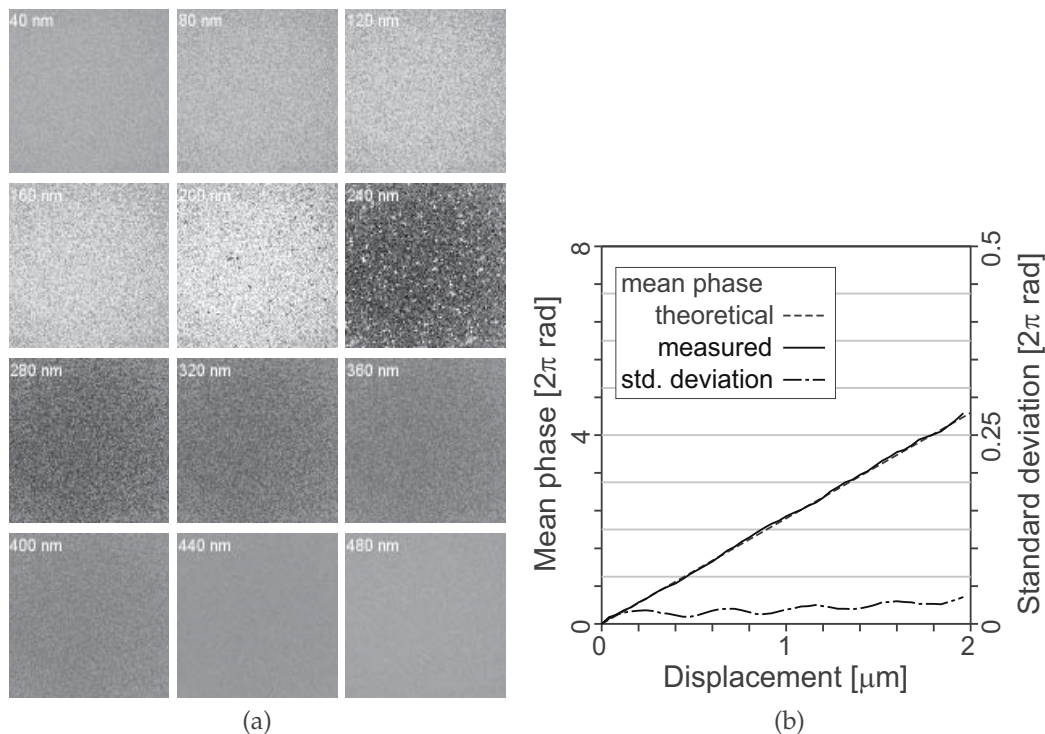 40 nm
80 nm
120 nm
160 nm
200 nm
240 nm
280 nm
320 nm
360 nm
400 nm
440 nm
480 nm
(a)
Mean phase [2π rad]
8
4
0
mean phase
theoretical
measured
std. deviation
0.5
0.25
0
Standard deviation [2π rad]
0
1
2
Displacement [μm]
(b)